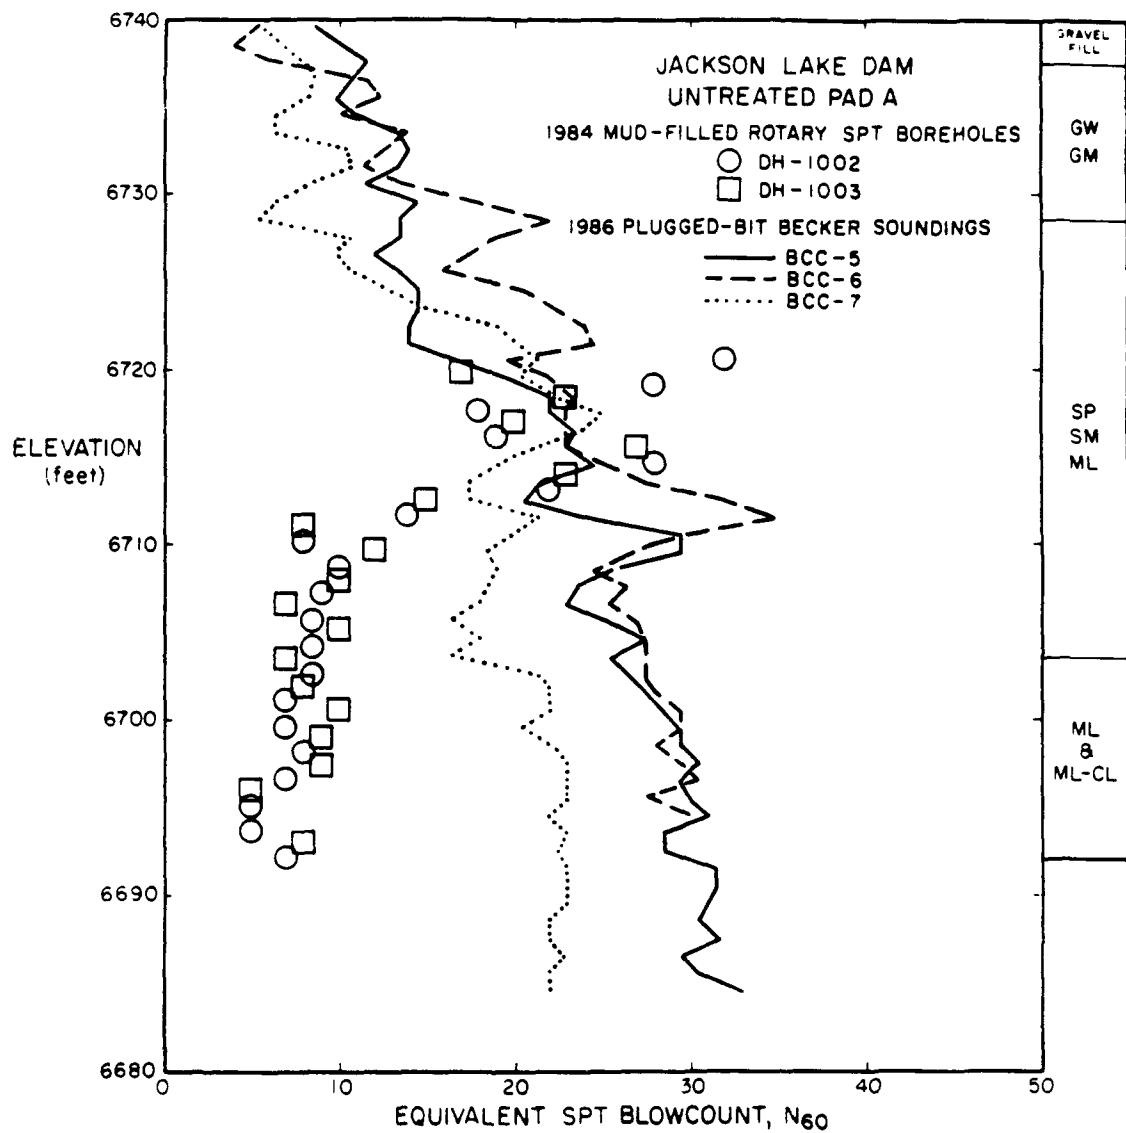 6740
6730
6720
6710
6700
6690
6680
ELEVATION
(feet)
JACKSON LAKE DAM
UNTREATED PAD A
1984 MUD-FILLED ROTARY SPT BOREHOLES
DH-1002
DH-1003
1986 PLUGGED-BIT BECKER SOUNDINGS
BCC-5
BCC-6
BCC-7
GRAVEL
FILL
GW
GM
SP
SM
ML
ML
&
ML-CL
0 10 20 30 40 50
EQUIVALENT SPT BLOWCOUNT, N60